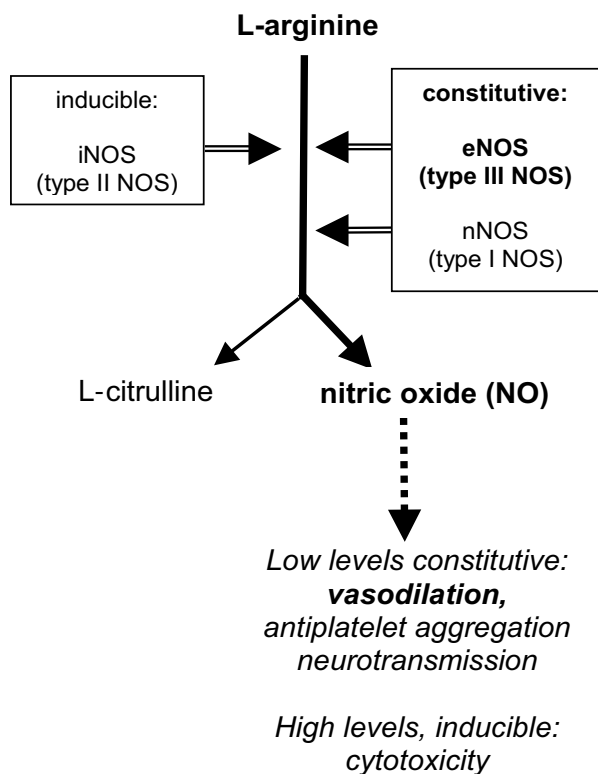 L-arginine
inducible:
iNOS
(type II NOS)
constitutive:
eNOS
(type III NOS)
nNOS
(type I NOS)
L-citrulline
nitric oxide (NO)
Low levels constitutive:
vasodilation,
antiplatelet aggregation
neurotransmission
High levels, inducible:
cytotoxicity